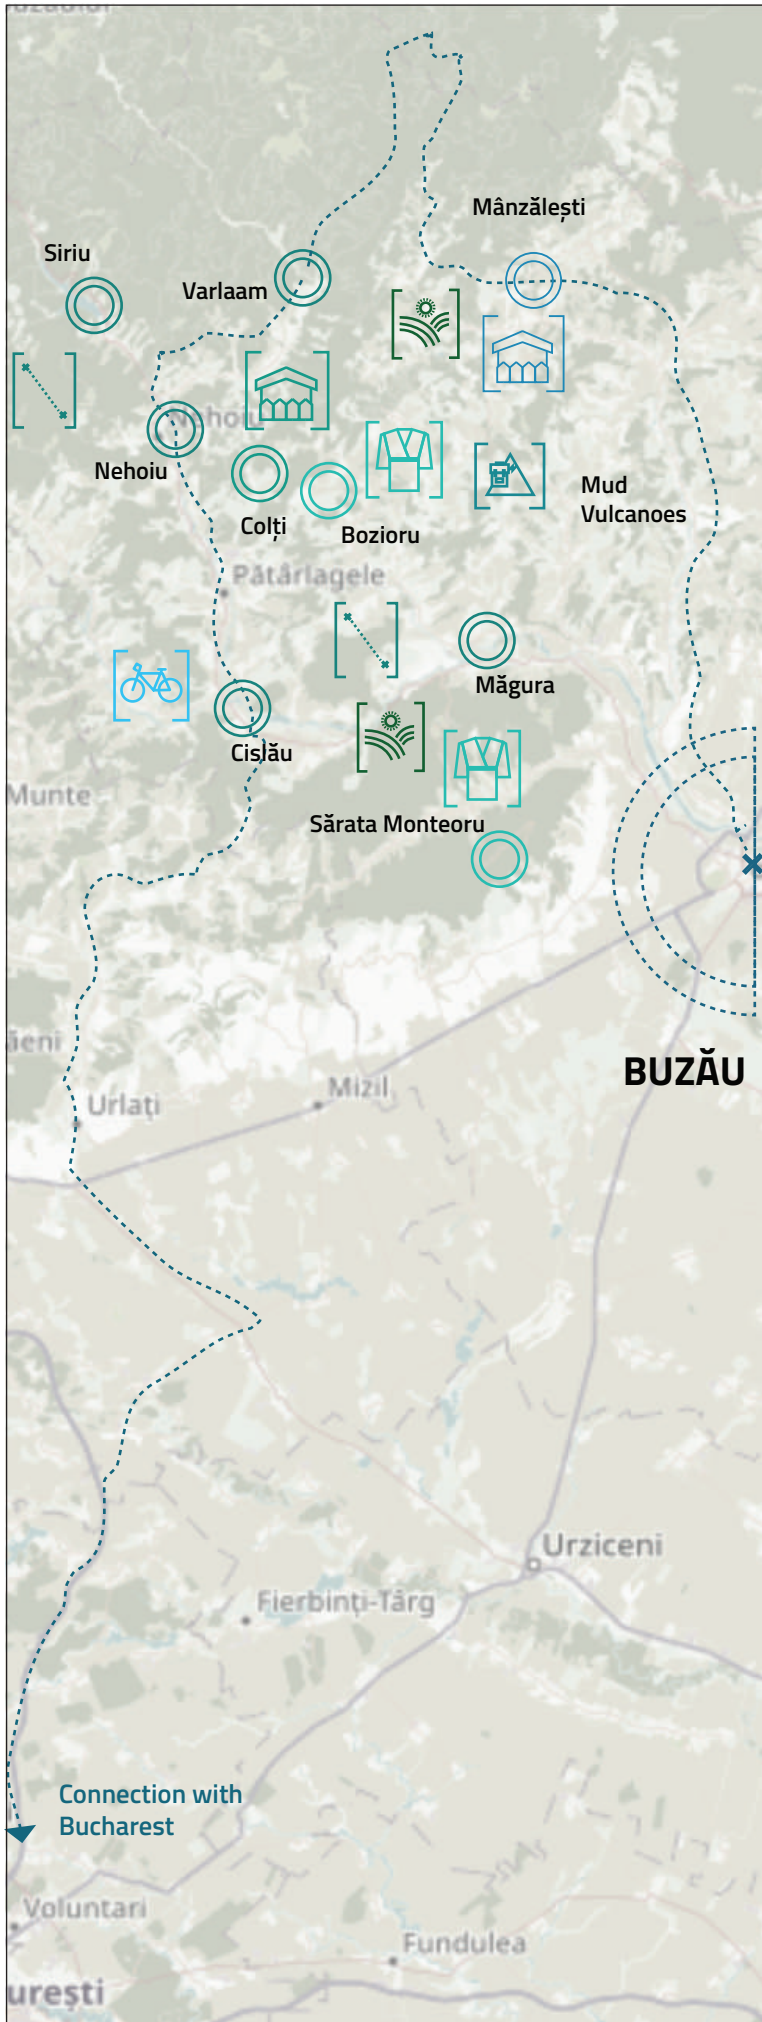 Mânzălești
Siriu
Varlaam
Nehoiu
Nehoiu
Colți
Bozioru
Mud
Vulcanoes
Pătârlagele
Măgura
Cislău
Munte
Sărata Monteoru
BUZĂU
Mizil
Urlați
Urziceni
Fierbinți-Târg
Connection with
Bucharest
Voluntari
Fundulea
urești